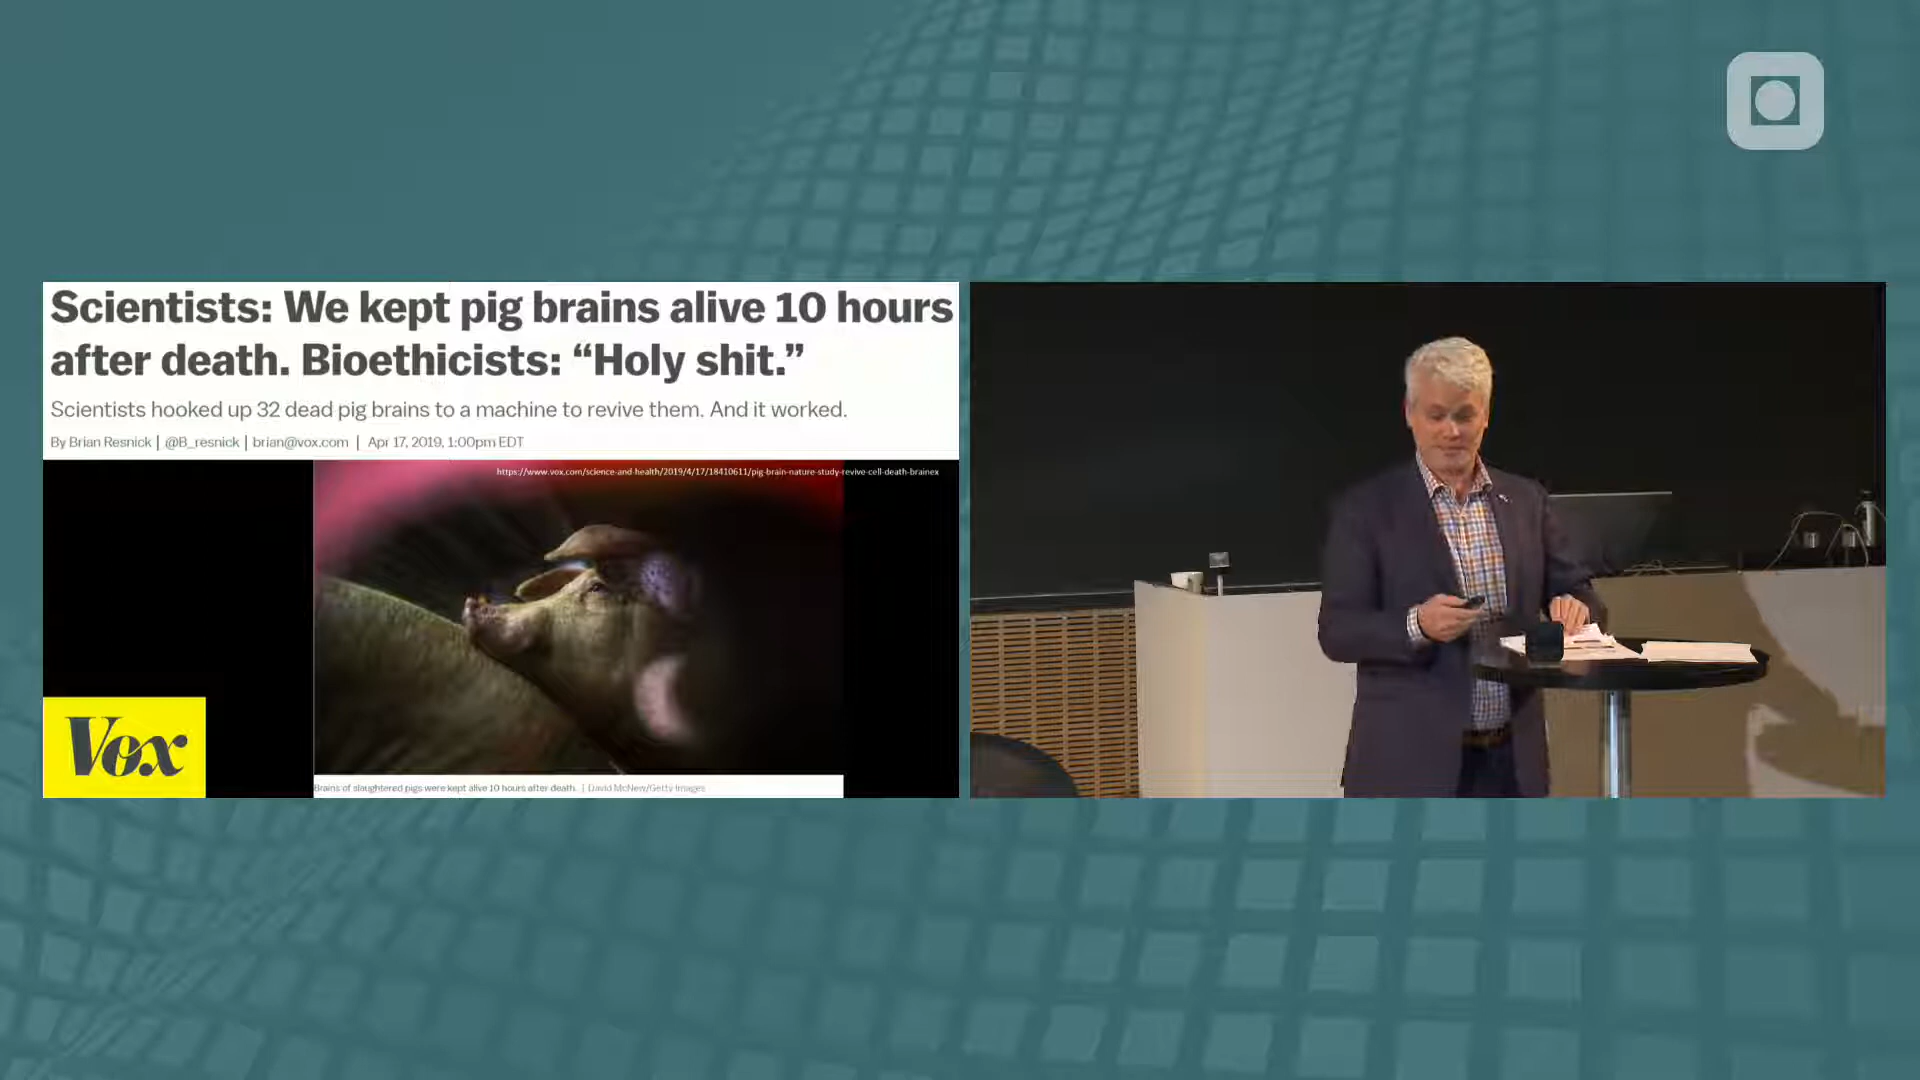 Scientists: We kept pig brains alive 10 hours
after death. Bioethicists: “Holy shit.”
Scientists hooked up 32 dead pig brains to a machine to revive them. And it worked.
By Brian Resnick | @B_resnick | brian@vox.com | Apr 17, 2019, 1:00pm EDT
https://www.vox.com/science-and-health/2019/4/17/18410611/pig-brain-nature-study-revive-cell-death-brainex
Vox
Brains of slaughtered pigs were kept alive 10 hours after death. | David McNew/Getty Images